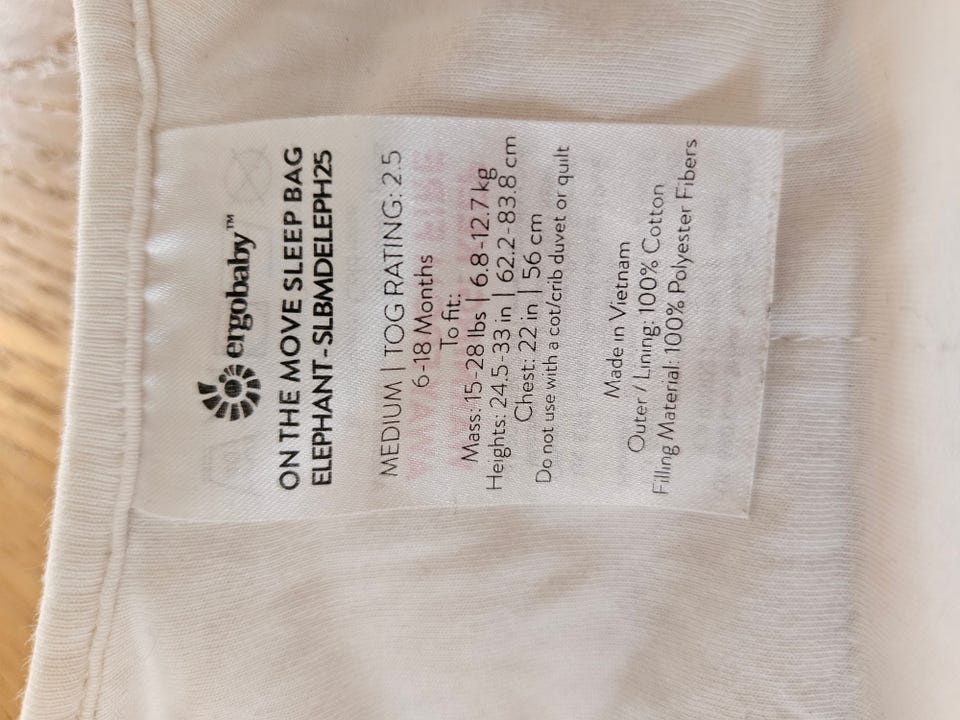 ergobaby™
ON THE MOVE SLEEP BAG
ELEPHANT-SLBMDELEPH25
MEDIUM | TOG RATING: 2.5
6-18 Months
To fit:
Mass: 15-28 lbs | 6.8-12.7 kg
Heights: 24.5-33 in | 62.2-83.8 cm
Chest: 22 in | 56 cm
Do not use with a cot/crib duvet or quilt
Made in Vietnam
Outer / Lining: 100% Cotton
Filling Material: 100% Polyester Fibers